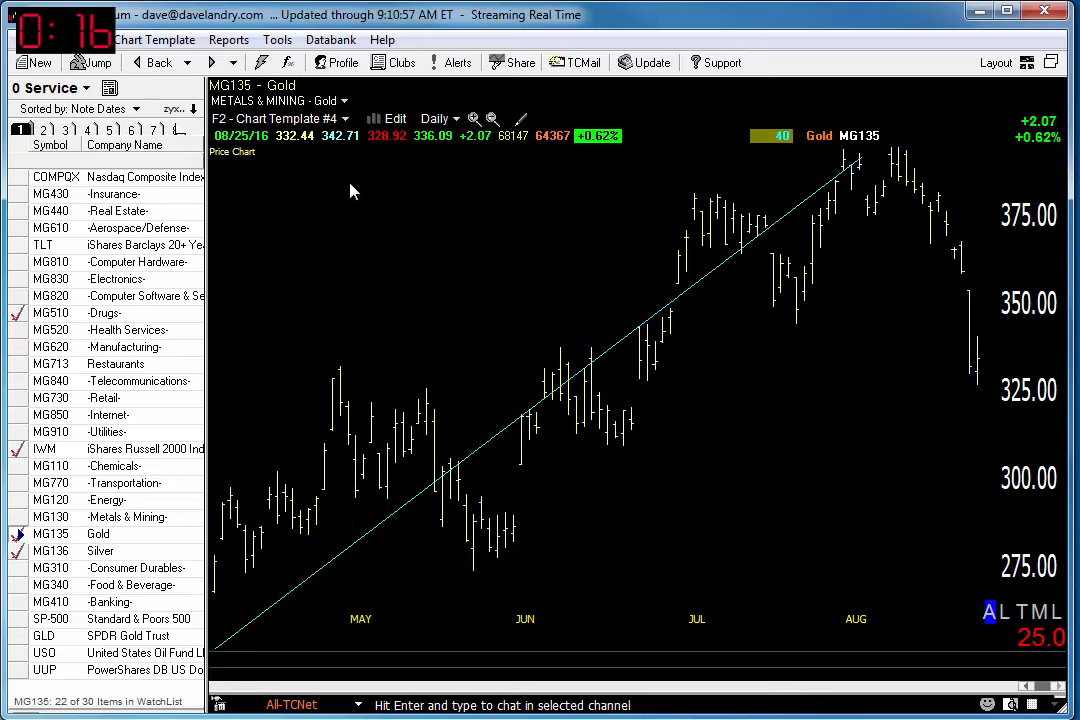 um - dave@davelandry.com ... Updated through 9:10:57 AM ET - Streaming Real Time
0:16
Chart Template Reports Tools Databank Help
New Jump Back Profile Clubs Alerts Share TCMail Update Support Layout
0 Service
Sorted by: Note Dates zyx..
1 2 3 4 5 6 7
Symbol Company Name
COMPQX Nasdaq Composite Index
MG430 -Insurance-
MG440 -Real Estate-
MG610 -Aerospace/Defense-
TLT iShares Barclays 20+ Yea
MG810 -Computer Hardware-
MG830 -Electronics-
MG820 -Computer Software & Se
MG510 -Drugs-
MG520 -Health Services-
MG620 -Manufacturing-
MG713 Restaurants
MG840 -Telecommunications-
MG730 -Retail-
MG850 -Internet-
MG910 -Utilities-
IWM iShares Russell 2000 Ind
MG110 -Chemicals-
MG770 -Transportation-
MG120 -Energy-
MG130 -Metals & Mining-
MG135 Gold
MG136 Silver
MG310 -Consumer Durables-
MG340 -Food & Beverage-
MG410 -Banking-
SP-500 Standard & Poors 500
GLD SPDR Gold Trust
USO United States Oil Fund LI
UUP PowerShares DB US Do
MG135: 22 of 30 Items in WatchList
MG135 - Gold
METALS & MINING - Gold
F2 - Chart Template #4 Edit Daily
08/25/16 332.44 342.71 328.92 336.09 +2.07 68147 64367 +0.62% 40 Gold MG135
+2.07
+0.62%
Price Chart
375.00
350.00
325.00
300.00
275.00
MAY JUN JUL AUG
A L T M L
25.0
All-TCNet Hit Enter and type to chat in selected channel